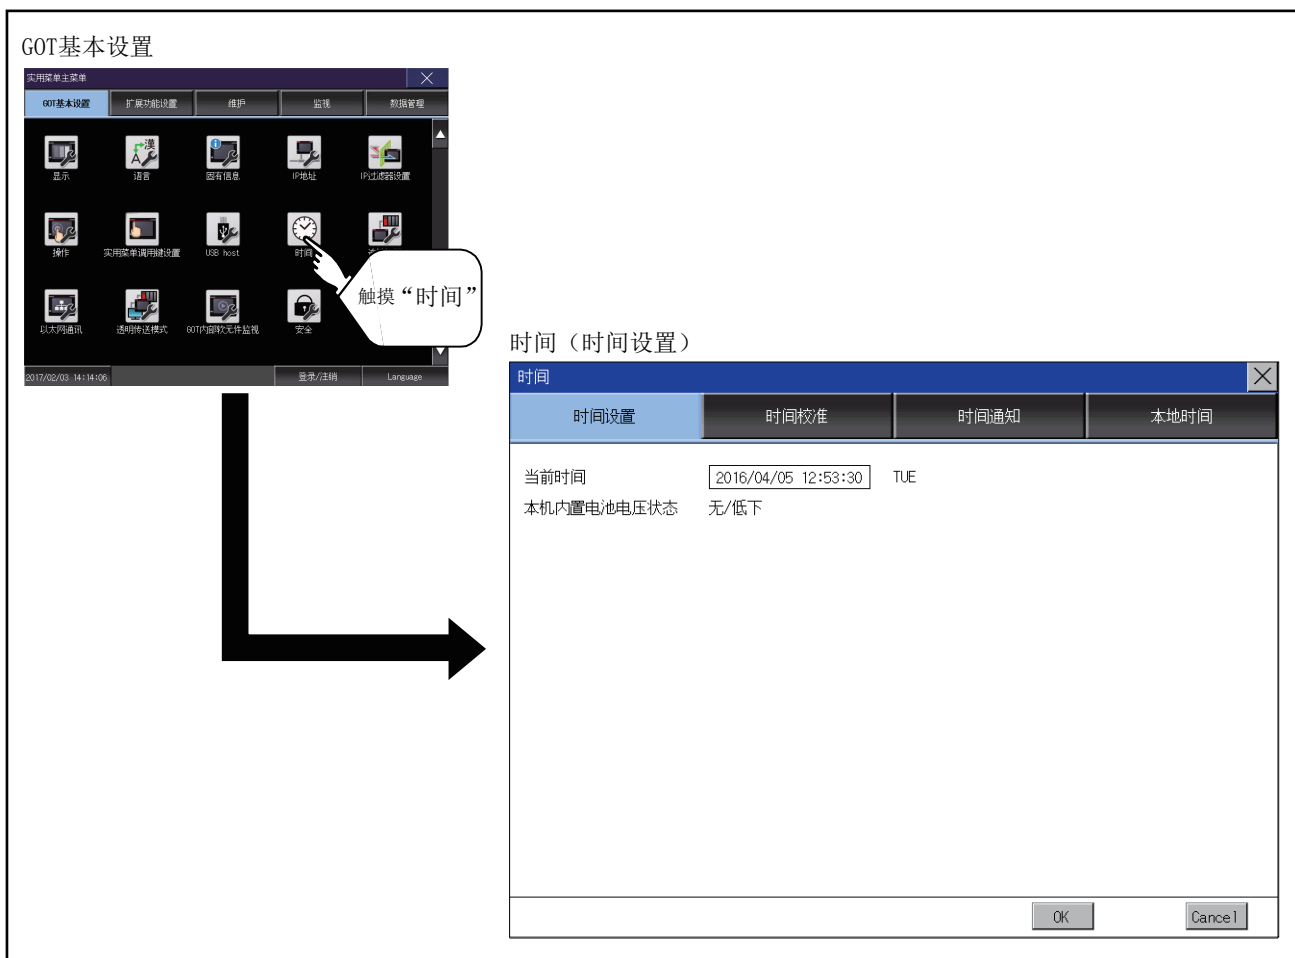 GOT基本设置
实用菜单主菜单
GOT基本设置 扩展功能设置 维护 监视 数据管理
显示 语言 固有信息 IP地址 IP过滤器设置
操作 实用菜单调用键设置 USB host 时间
触摸“时间”
以太网通讯 透明传送模式 GOT内部软元件监视 安全
2017/02/03 14:14:06 登录/注销 Language
时间（时间设置）
时间
时间设置 时间校准 时间通知 本地时间
当前时间 2016/04/05 12:53:30 TUE
本机内置电池电压状态 无/低下
OK Cancel